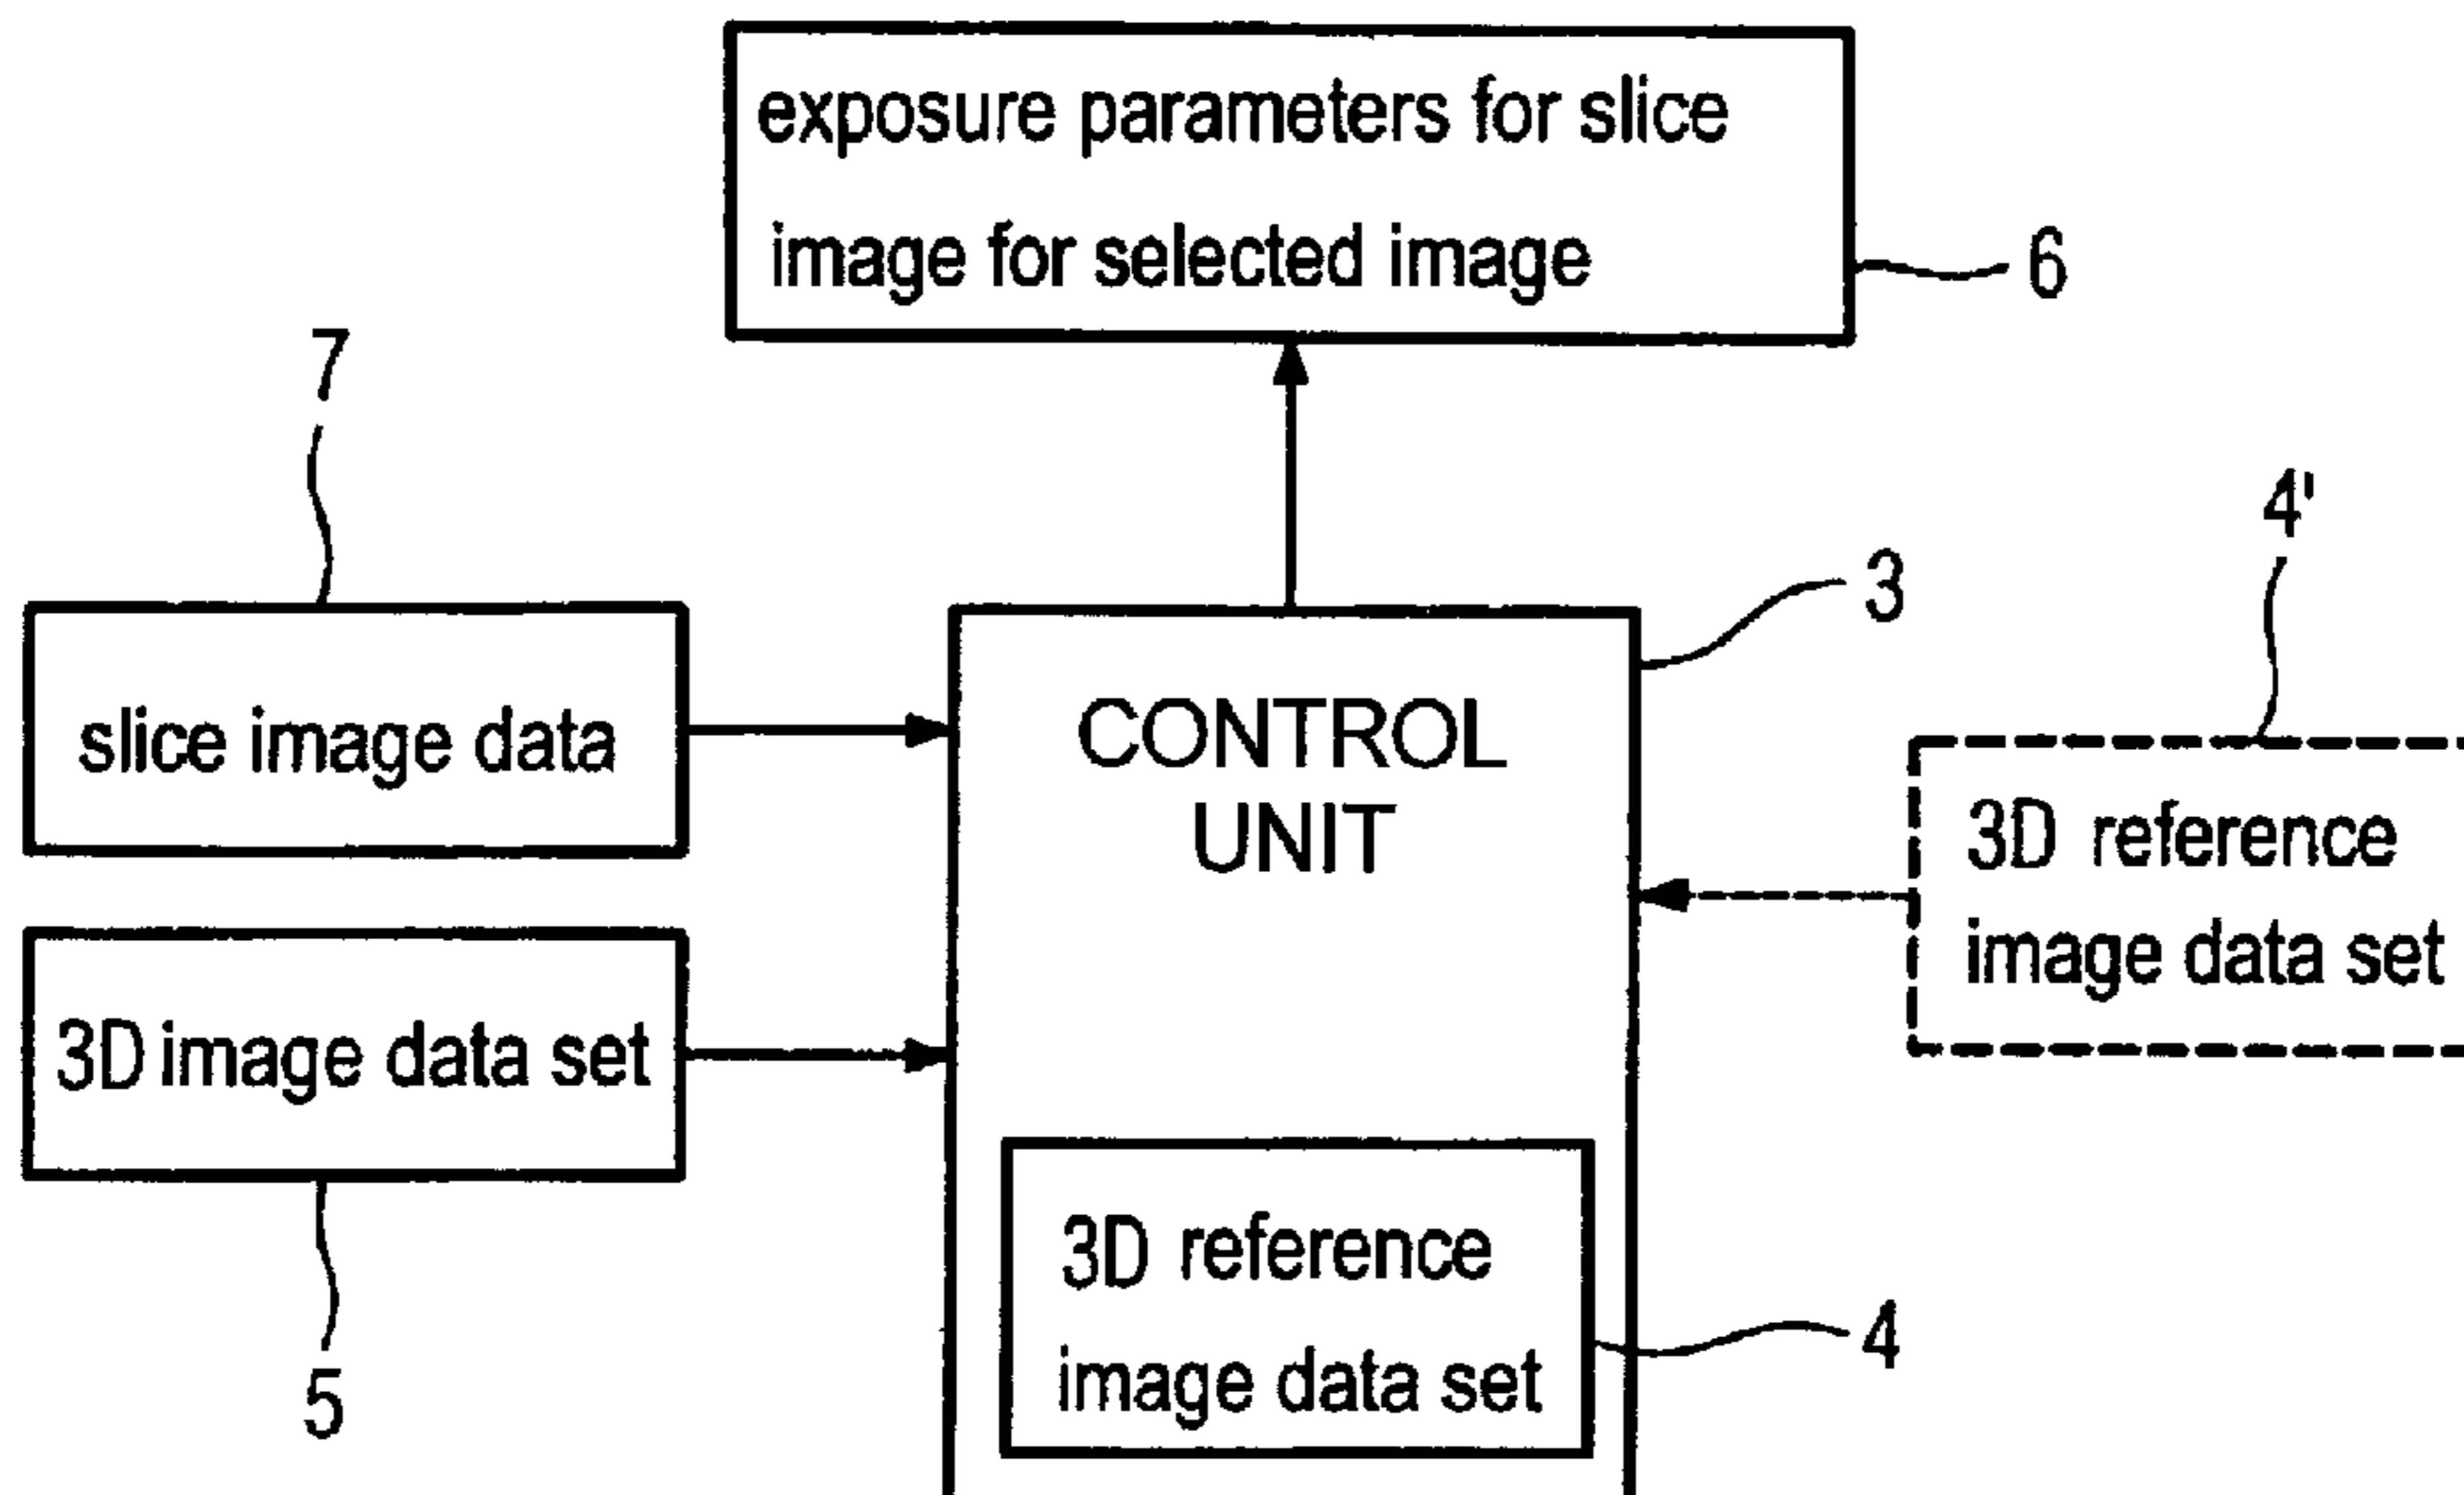 exposure parameters for slice
image for selected image
6
7
4'
3
slice image data
CONTROL
UNIT
3D reference
image data set
3D image data set
5
3D reference
image data set
4